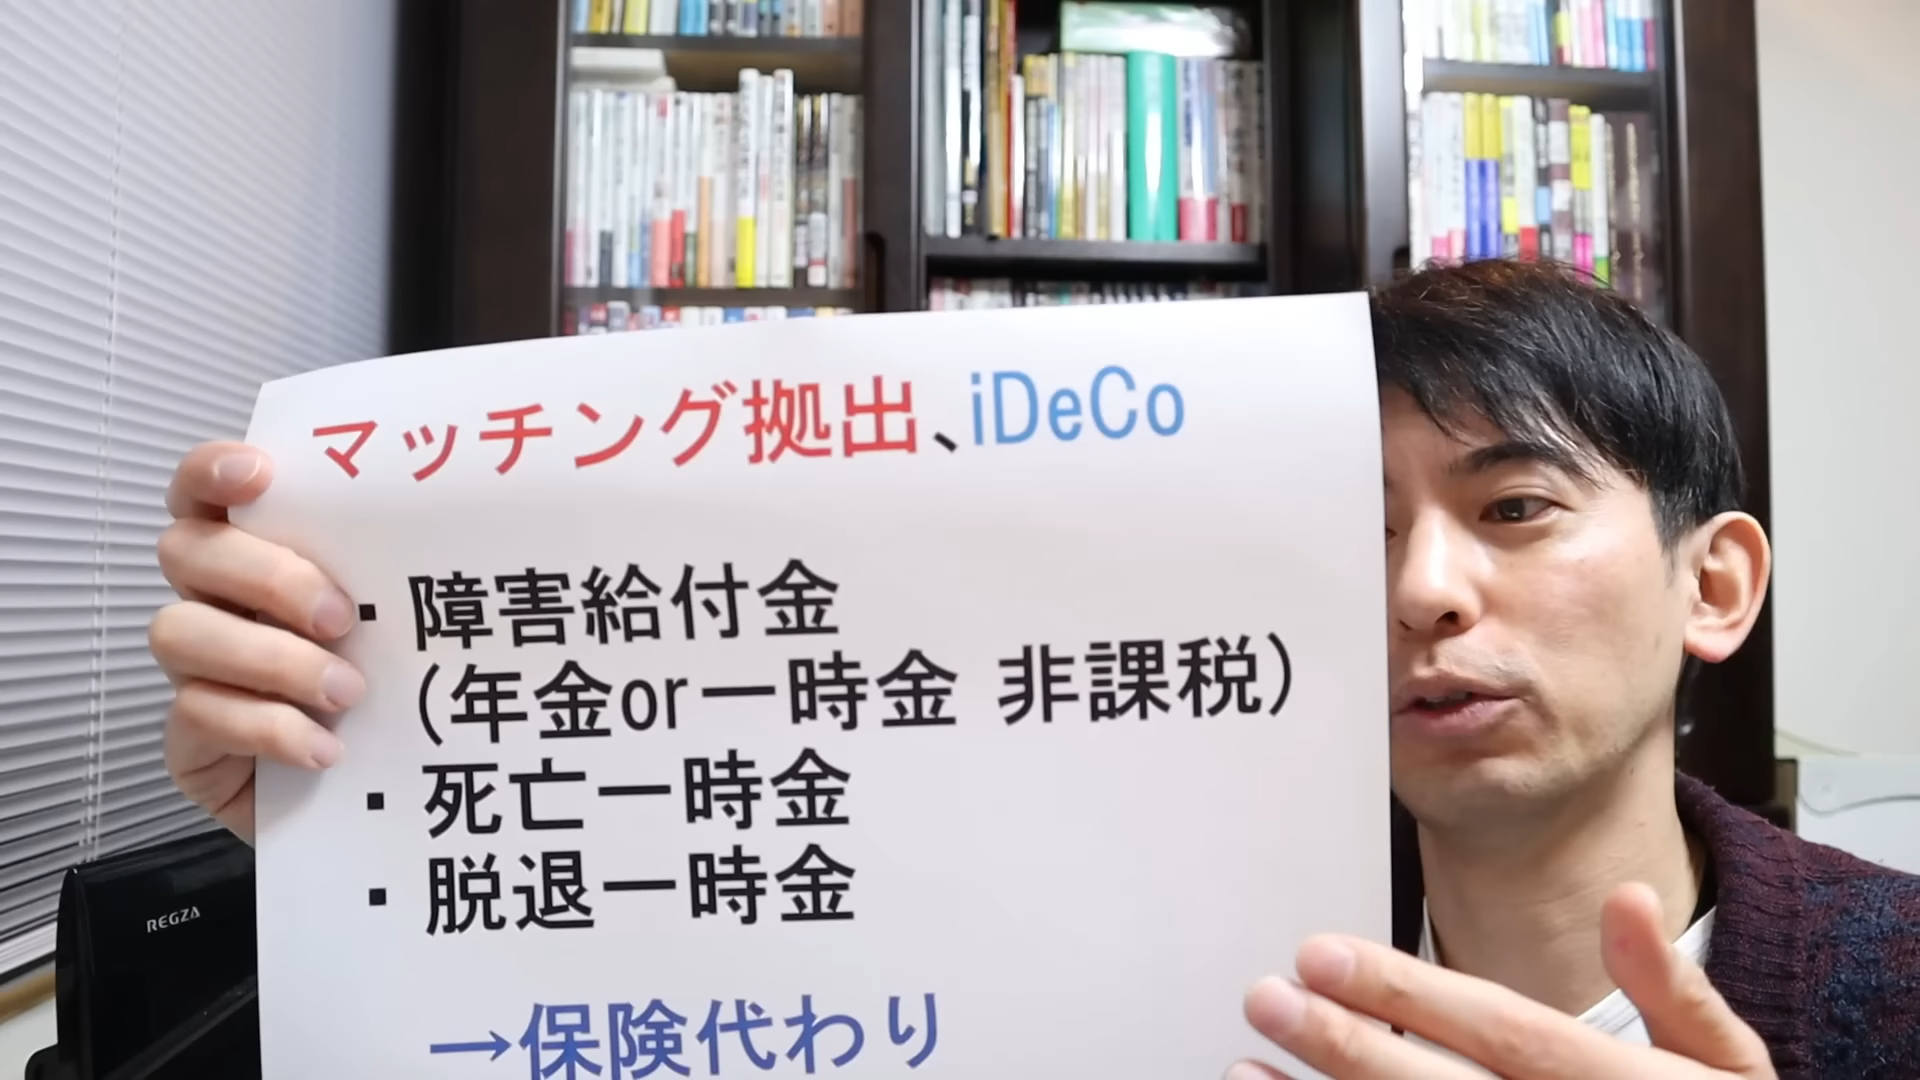 マッチング拠出、iDeCo
・障害給付金
(年金or一時金 非課税)
・死亡一時金
・脱退一時金
→保険代わり
REGZA